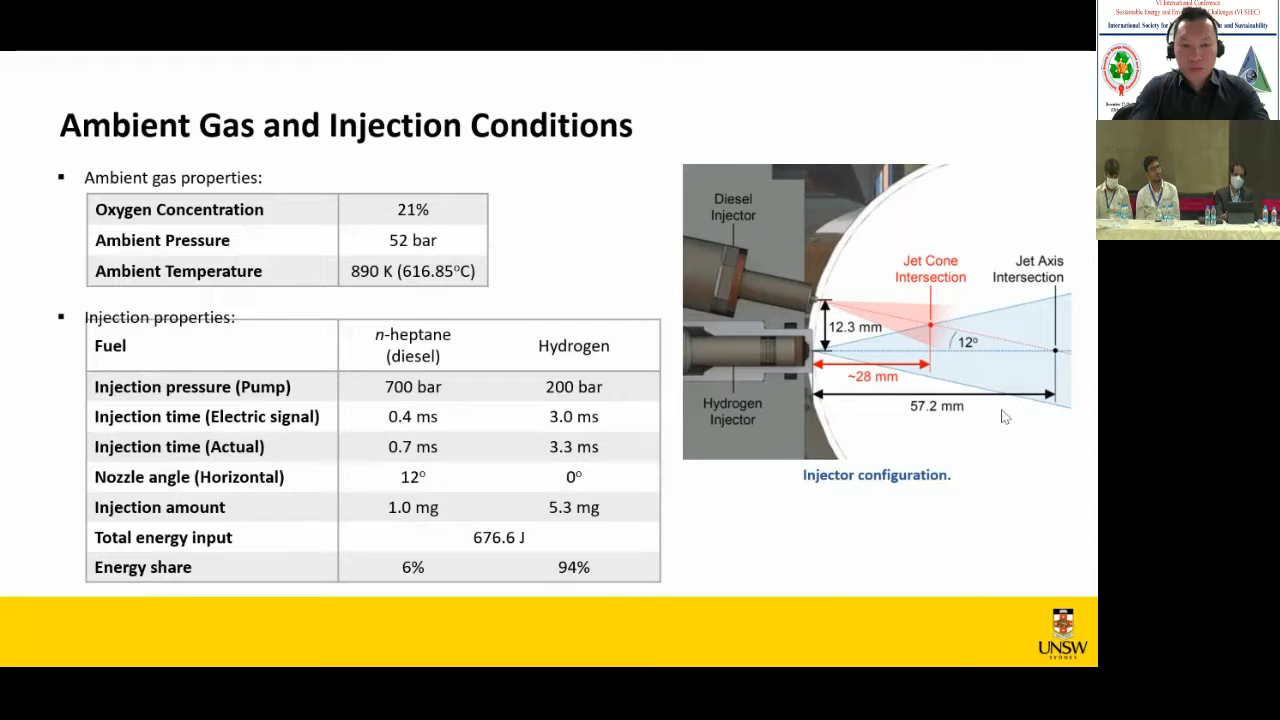 Ambient Gas and Injection Conditions
▪ Ambient gas properties:
Oxygen Concentration 21%
Ambient Pressure 52 bar
Ambient Temperature 890 K (616.85°C)
▪ Injection properties:
Fuel n-heptane (diesel) Hydrogen
Injection pressure (Pump) 700 bar 200 bar
Injection time (Electric signal) 0.4 ms 3.0 ms
Injection time (Actual) 0.7 ms 3.3 ms
Nozzle angle (Horizontal) 12° 0°
Injection amount 1.0 mg 5.3 mg
Total energy input 676.6 J
Energy share 6% 94%
Diesel
Injector
Jet Cone
Intersection
Jet Axis
Intersection
12.3 mm
12°
~28 mm
57.2 mm
Hydrogen
Injector
Injector configuration.
UNSW
SYDNEY
VI International Conference
Sustainable Energy and Challenges (VI SEEC)
International Society for and Sustainability